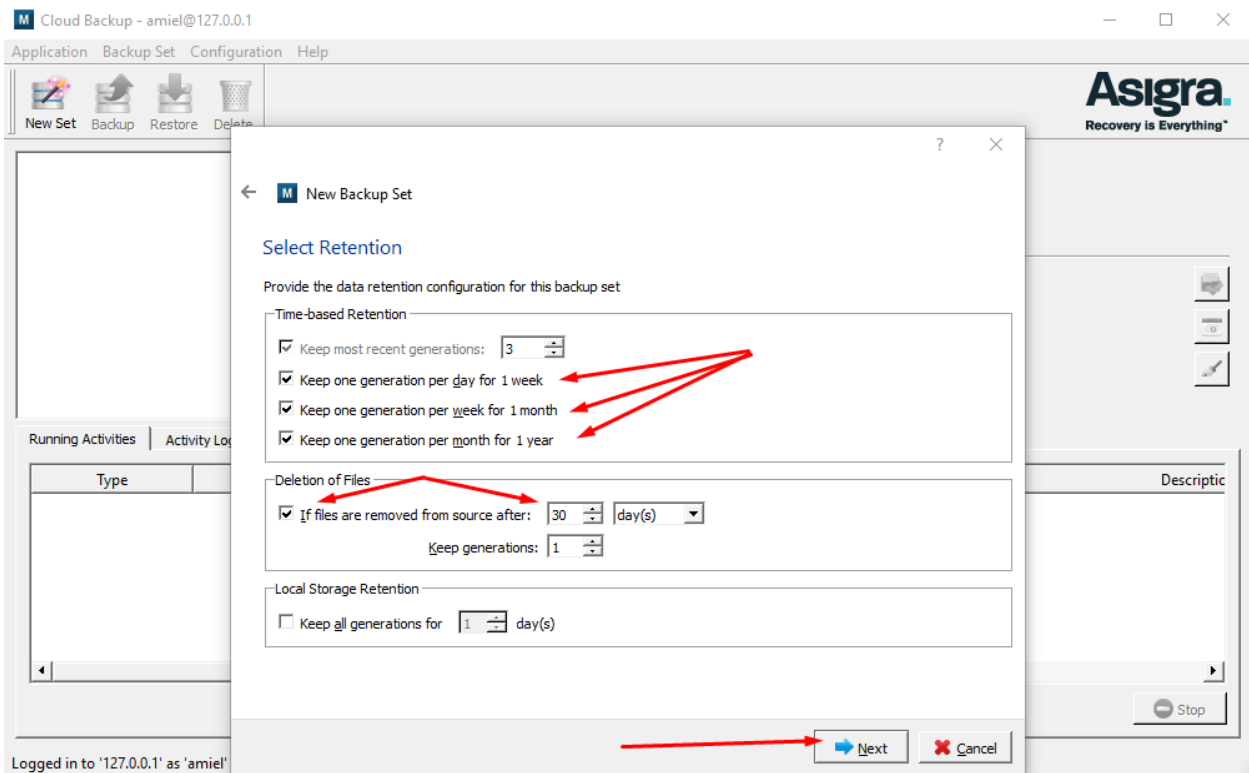 M Cloud Backup - amiel@127.0.0.1
Application Backup Set Configuration Help
New Set Backup Restore Delete
Asigra.
Recovery is Everything
?
M New Backup Set
Select Retention
Provide the data retention configuration for this backup set
Time-based Retention
Keep most recent generations: 3
Keep one generation per day for 1 week
Keep one generation per week for 1 month
Keep one generation per month for 1 year
Running Activities Activity Log
Type
Descriptic
Deletion of Files
If files are removed from source after: 30 day(s)
Keep generations: 1
Local Storage Retention
Keep all generations for 1 day(s)
Stop
Next Cancel
Logged in to '127.0.0.1' as 'amiel'